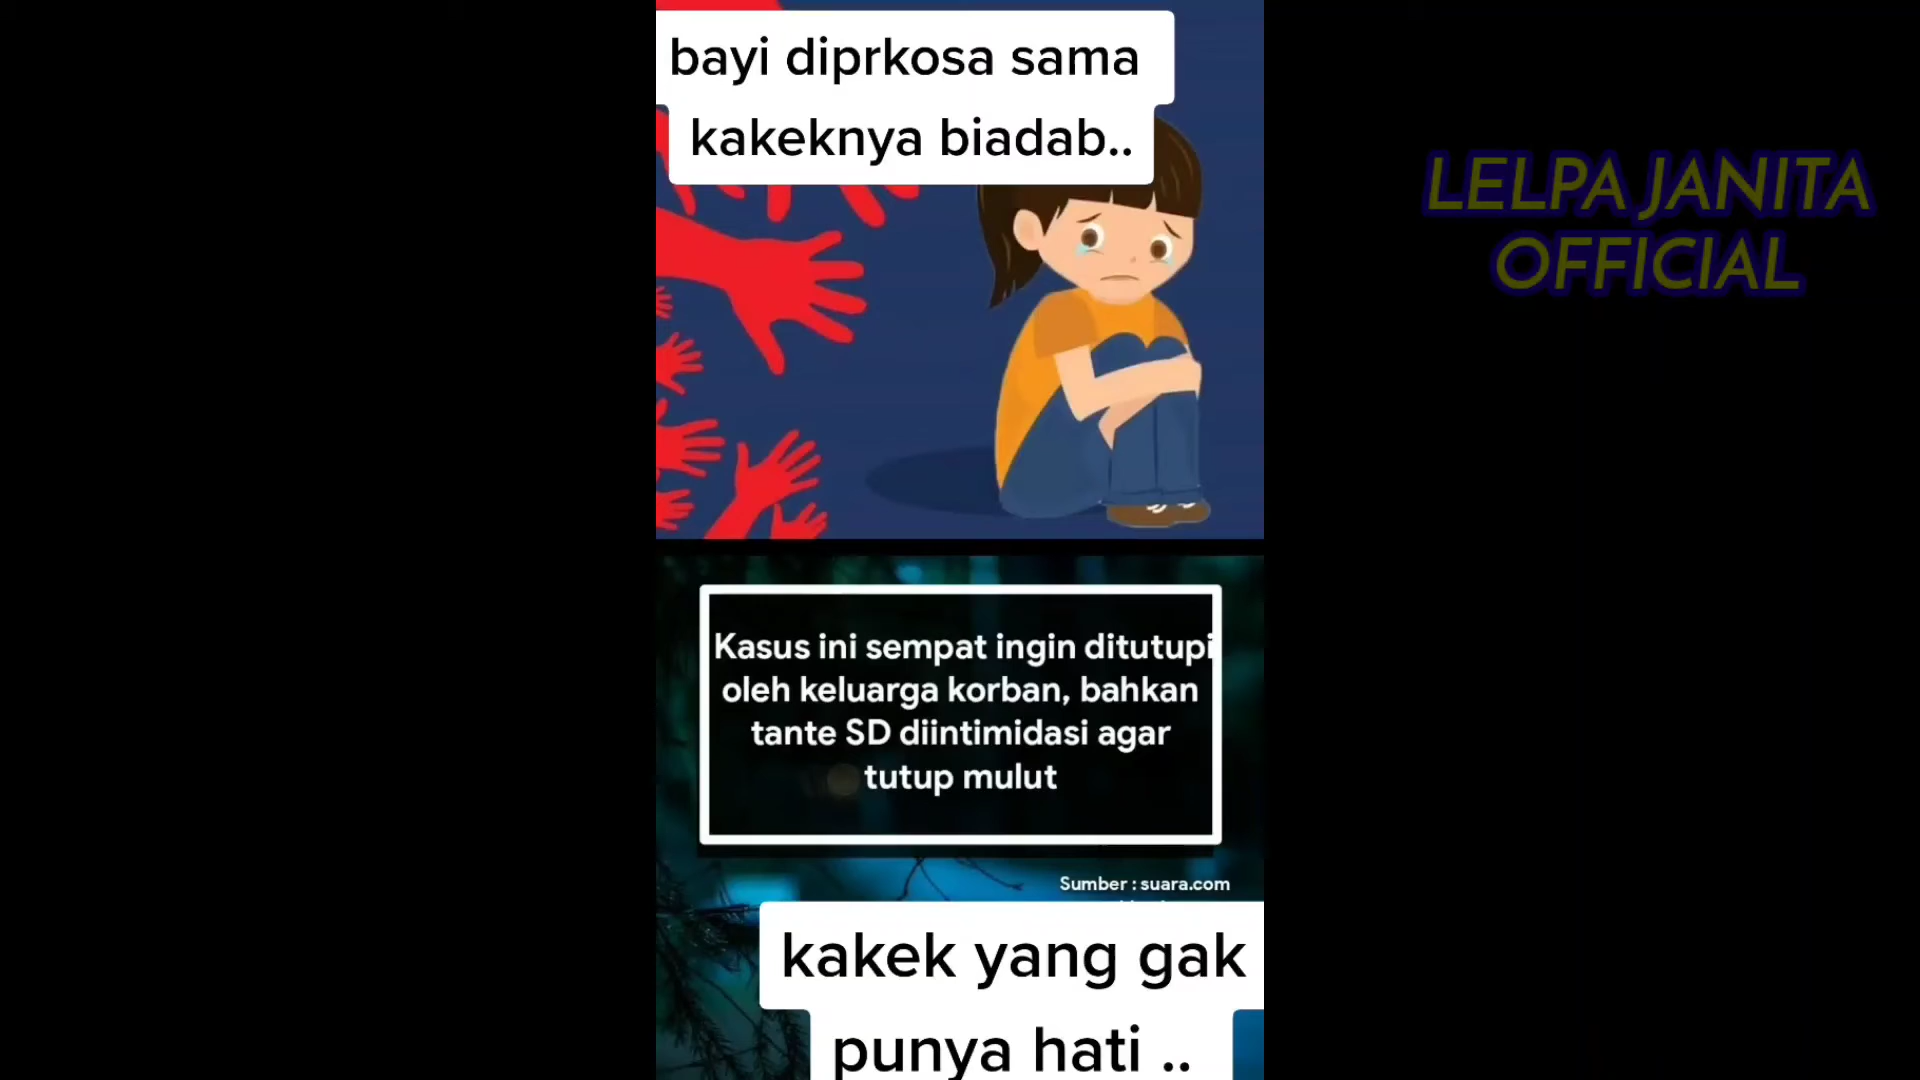 bayi diprkosa sama
kakeknya biadab..
LELPA JANITA
OFFICIAL
Kasus ini sempat ingin ditutupi
oleh keluarga korban, bahkan
tante SD diintimidasi agar
tutup mulut
Sumber : suara.com
kakek yang gak
punya hati ..